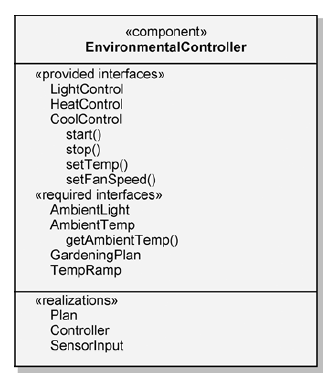 «component»
EnvironmentalController
«provided interfaces»
LightControl
HeatControl
CoolControl
start()
stop()
setTemp()
setFanSpeed()
«required interfaces»
AmbientLight
AmbientTemp
getAmbientTemp()
GardeningPlan
TempRamp
«realizations»
Plan
Controller
SensorInput